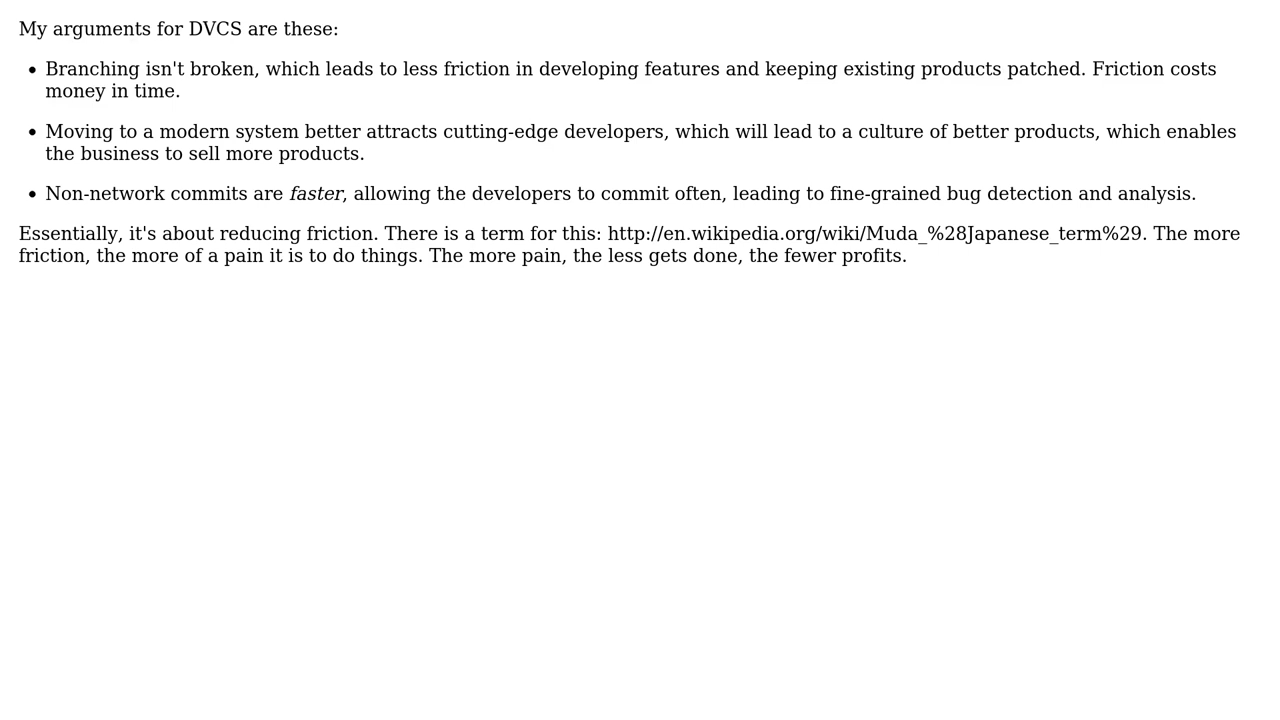 My arguments for DVCS are these:
• Branching isn't broken, which leads to less friction in developing features and keeping existing products patched. Friction costs
money in time.
• Moving to a modern system better attracts cutting-edge developers, which will lead to a culture of better products, which enables
the business to sell more products.
• Non-network commits are faster, allowing the developers to commit often, leading to fine-grained bug detection and analysis.
Essentially, it's about reducing friction. There is a term for this: http://en.wikipedia.org/wiki/Muda_%28Japanese_term%29. The more
friction, the more of a pain it is to do things. The more pain, the less gets done, the fewer profits.